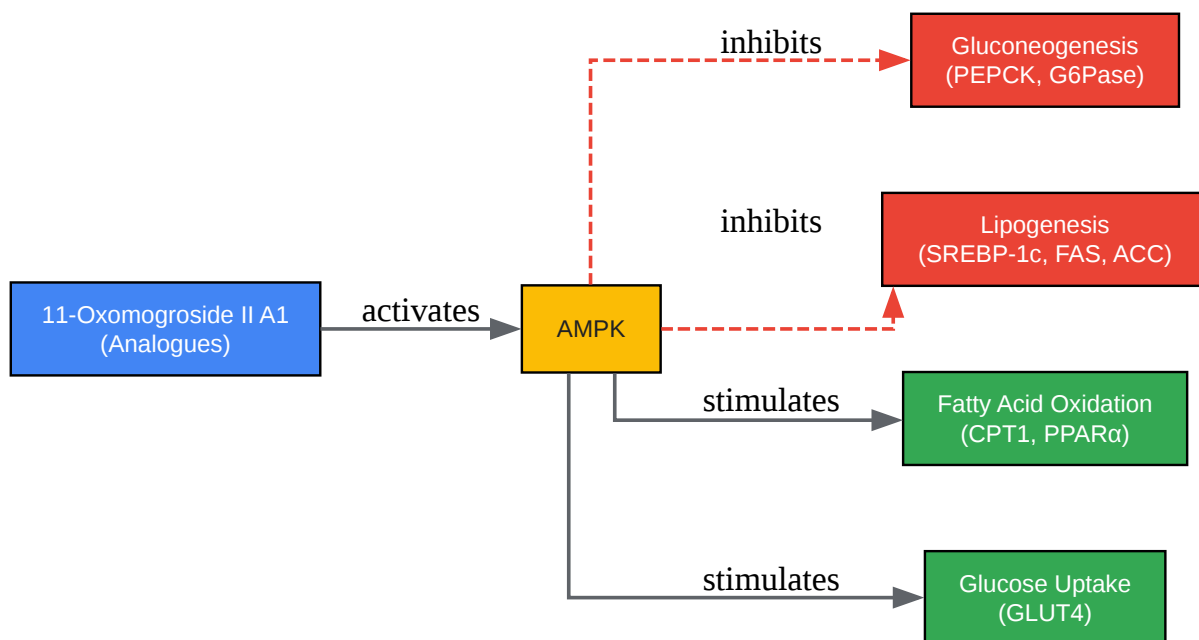 inhibits
Gluconeogenesis
(PEPCK, G6Pase)
inhibits
Lipogenesis
(SREBP-1c, FAS, ACC)
11-Oxomogroside II A1
(Analogues)
activates
AMPK
stimulates
Fatty Acid Oxidation
(CPT1, PPARα)
stimulates
Glucose Uptake
(GLUT4)